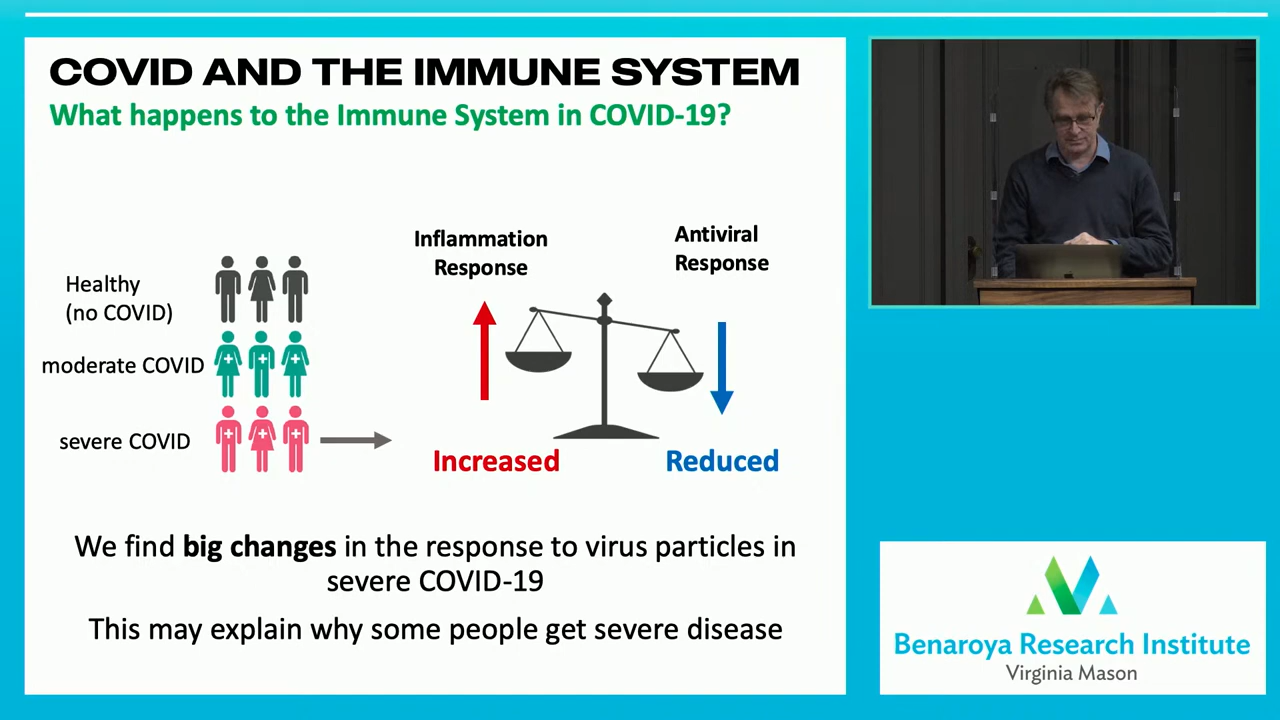 COVID AND THE IMMUNE SYSTEM
What happens to the Immune System in COVID-19?
Healthy
(no COVID)
moderate COVID
severe COVID
Inflammation
Response
Antiviral
Response
Increased
Reduced
We find big changes in the response to virus particles in
severe COVID-19
This may explain why some people get severe disease
Benaroya Research Institute
Virginia Mason